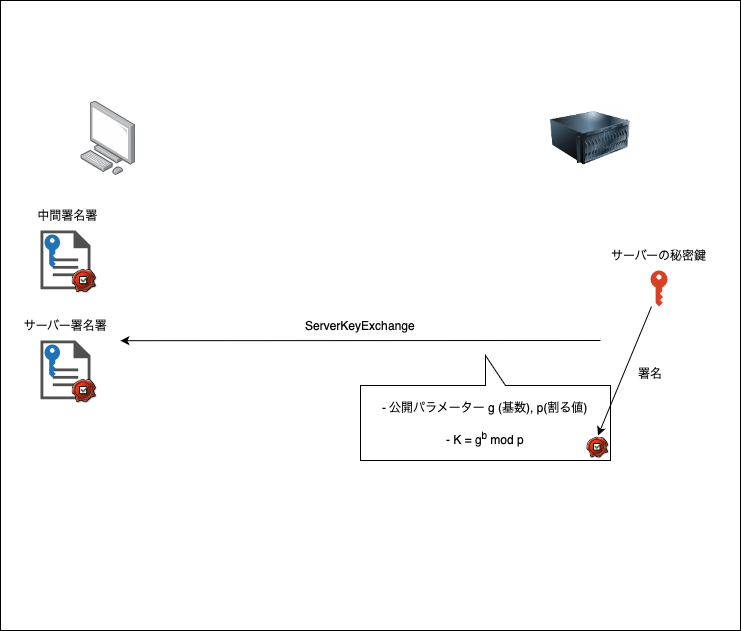 中間署名署
サーバーの秘密鍵
サーバー署名署
ServerKeyExchange
署名
- 公開パラメーター g (基数), p(割る値)
- K = g^b mod p